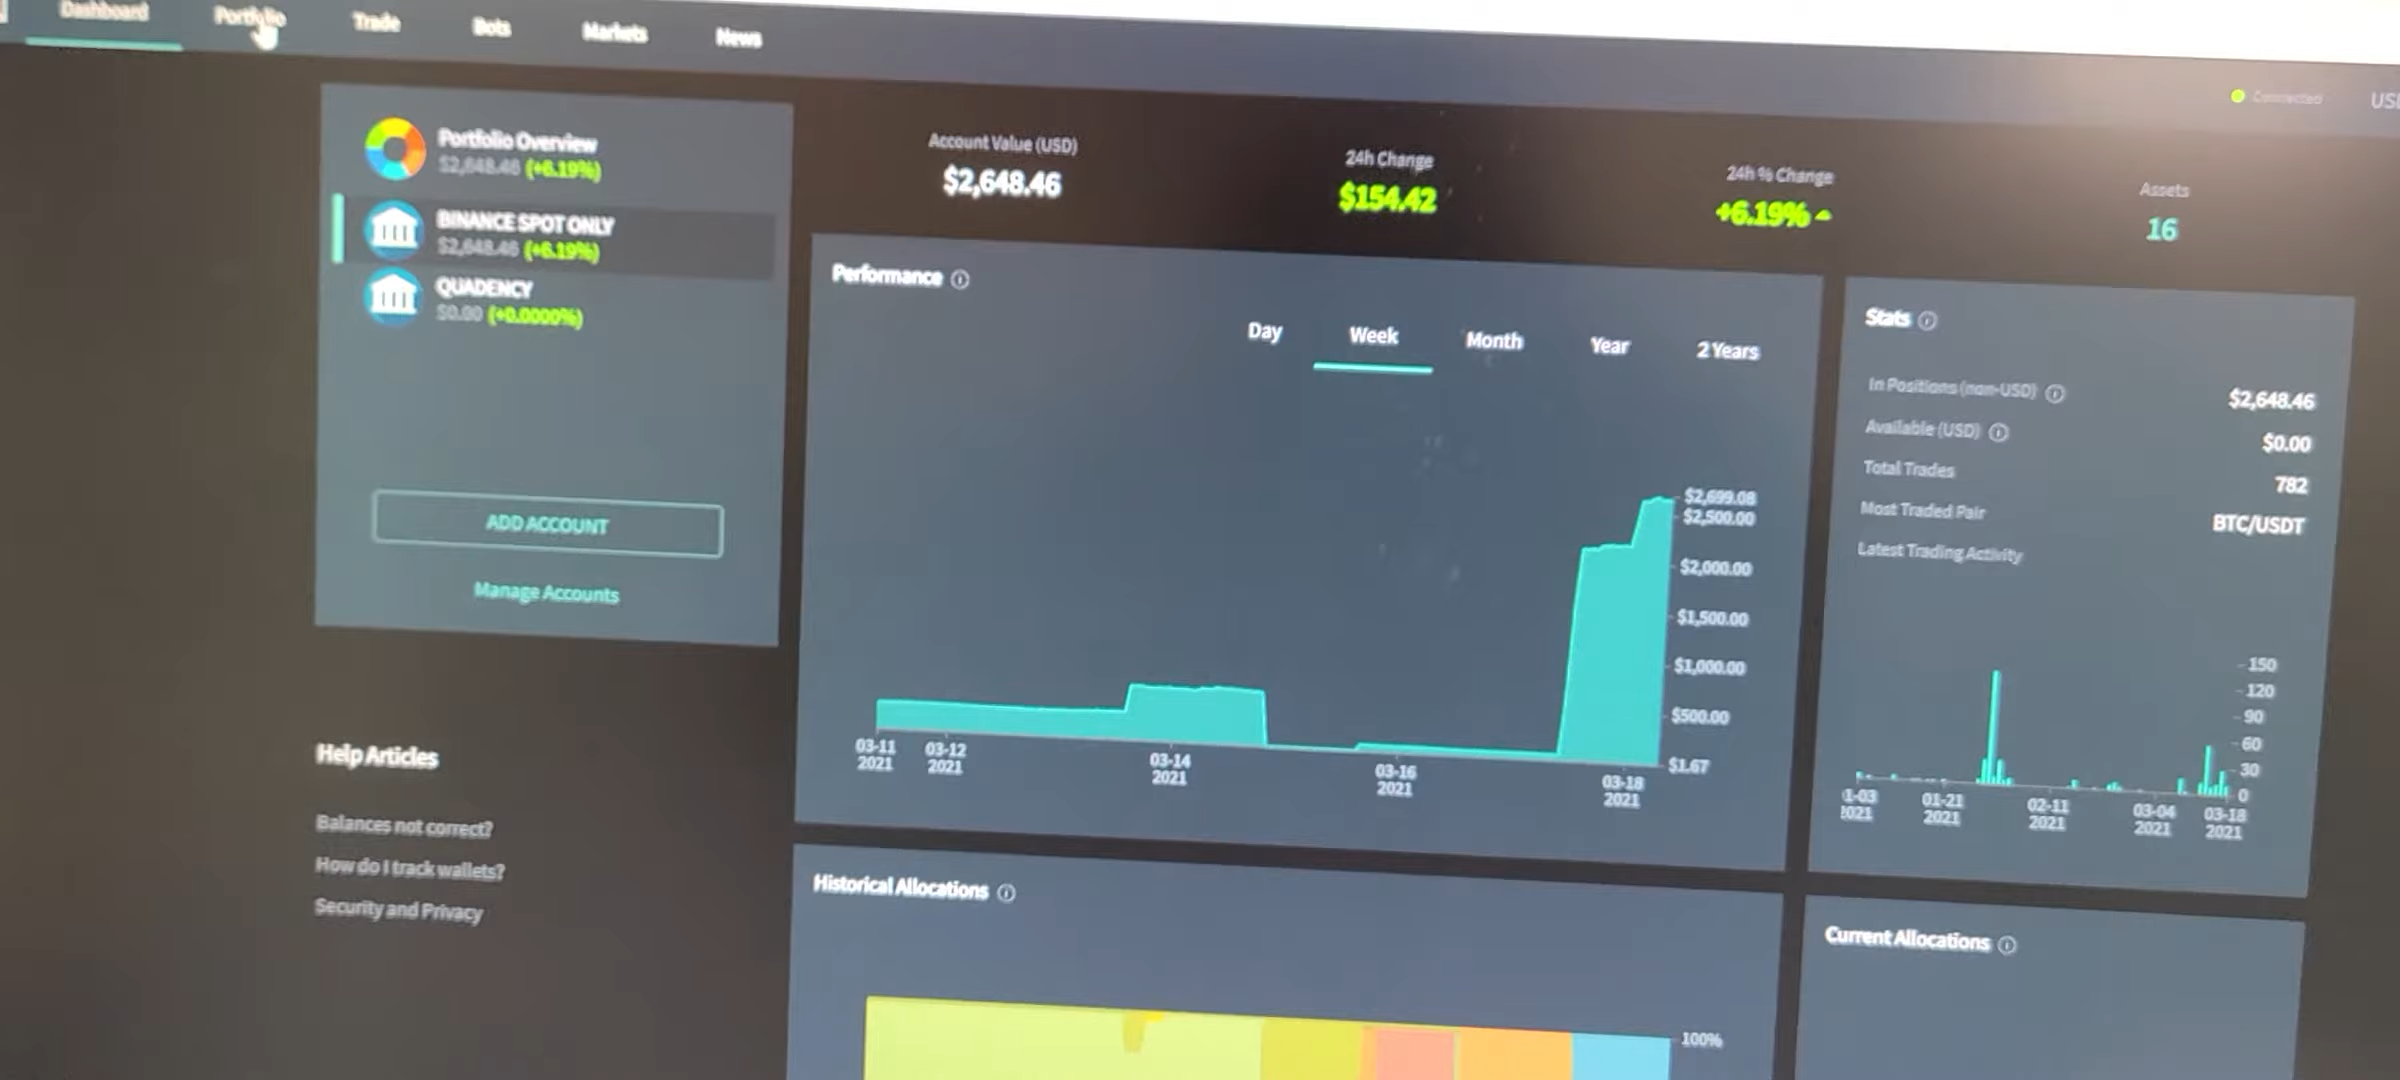 Dashboard
Portfolio
Trade
Bots
Markets
News
Connected
Portfolio Overview
$2,648.46 (+6.19%)
BINANCE SPOT ONLY
$2,648.46 (+6.19%)
QUADENCY
$0.00 (+0.0000%)
ADD ACCOUNT
Manage Accounts
Help Articles
Balances not correct?
How do I track wallets?
Security and Privacy
Account Value (USD)
$2,648.46
24h Change
$154.42
24h % Change
+6.19%
Assets
16
Performance
Day Week Month Year 2 Years
$2,699.08
$2,500.00
$2,000.00
$1,500.00
$1,000.00
$500.00
$1.67
03-11 03-12 03-14 03-16 03-18
2021 2021 2021 2021 2021
Stats
In Positions (non-USD) $2,648.46
Available (USD) $0.00
Total Trades 782
Most Traded Pair BTC/USDT
Latest Trading Activity
150
120
90
60
30
0
1-03 01-21 02-11 03-04 03-18
2021 2021 2021 2021 2021
Historical Allocations
100%
Current Allocations